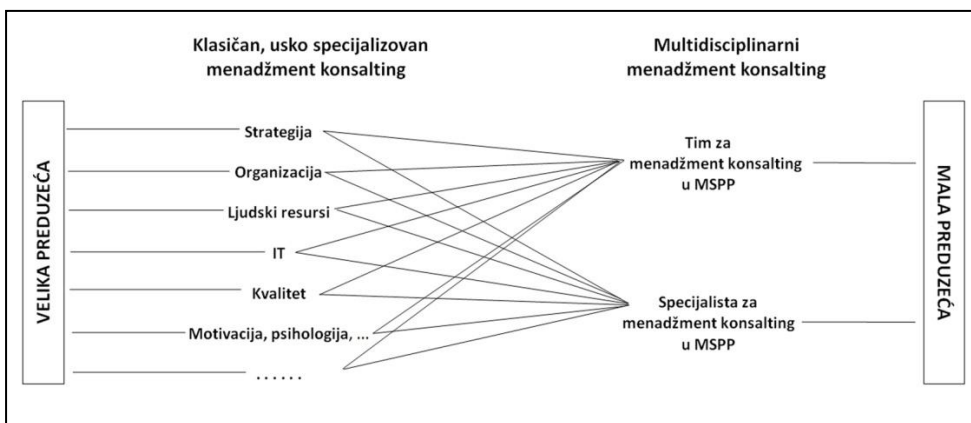 Klasičan, usko specijalizovan
menadžment konsalting
Multidisciplinarni
menadžment konsalting
VELIKA PREDUZEĆA
Strategija
Organizacija
Ljudski resursi
IT
Kvalitet
Motivacija, psihologija, ...
......
Tim za
menadžment konsalting
u MSPP
Specijalista za
menadžment konsalting
u MSPP
MALA PREDUZEĆA